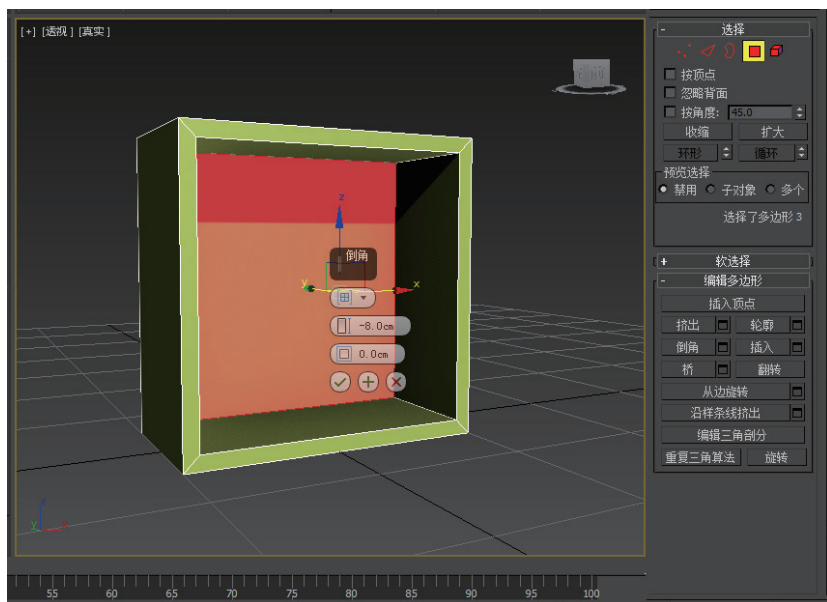 [+] [透视] [真实]
z
倒角
y
x
-8.0cm
0.0cm
z
y
x
55 60 65 70 75 80 85 90 95 100
- 选择
按顶点
忽略背面
按角度: 45.0
收缩 扩大
环形 循环
预览选择
禁用 子对象 多个
选择了多边形 3
+ 软选择
- 编辑多边形
插入顶点
挤出 轮廓
倒角 插入
桥 翻转
从边旋转
沿样条线挤出
编辑三角剖分
重复三角算法 旋转